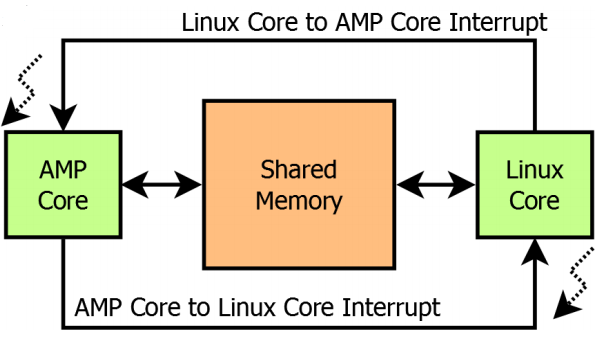 Linux Core to AMP Core Interrupt
AMP
Core
Shared
Memory
Linux
Core
AMP Core to Linux Core Interrupt